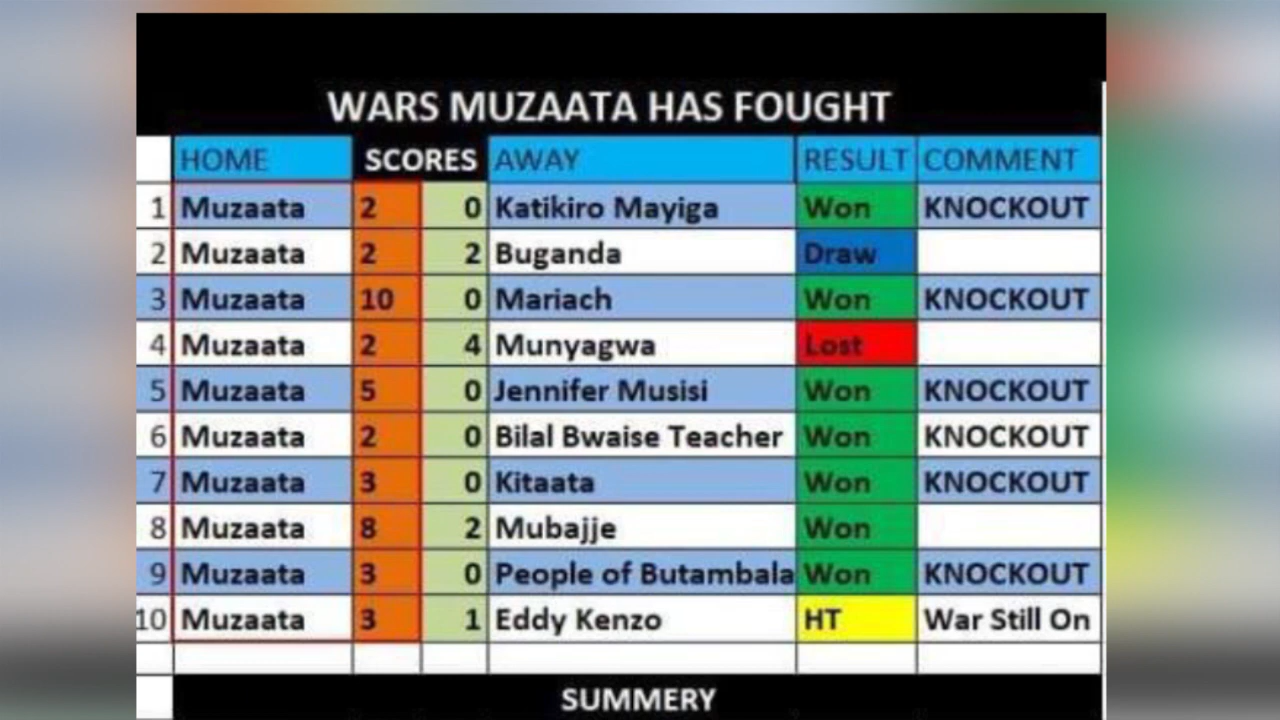 WARS MUZAATA HAS FOUGHT
HOME SCORES AWAY RESULT COMMENT
1 Muzaata 2 0 Katikiro Mayiga Won KNOCKOUT
2 Muzaata 2 2 Buganda Draw
3 Muzaata 10 0 Mariach Won KNOCKOUT
4 Muzaata 2 4 Munyagwa Lost
5 Muzaata 5 0 Jennifer Musisi Won KNOCKOUT
6 Muzaata 2 0 Bilal Bwaise Teacher Won KNOCKOUT
7 Muzaata 3 0 Kitaata Won KNOCKOUT
8 Muzaata 8 2 Mubajje Won
9 Muzaata 3 0 People of Butambala Won KNOCKOUT
10 Muzaata 3 1 Eddy Kenzo HT War Still On
SUMMERY